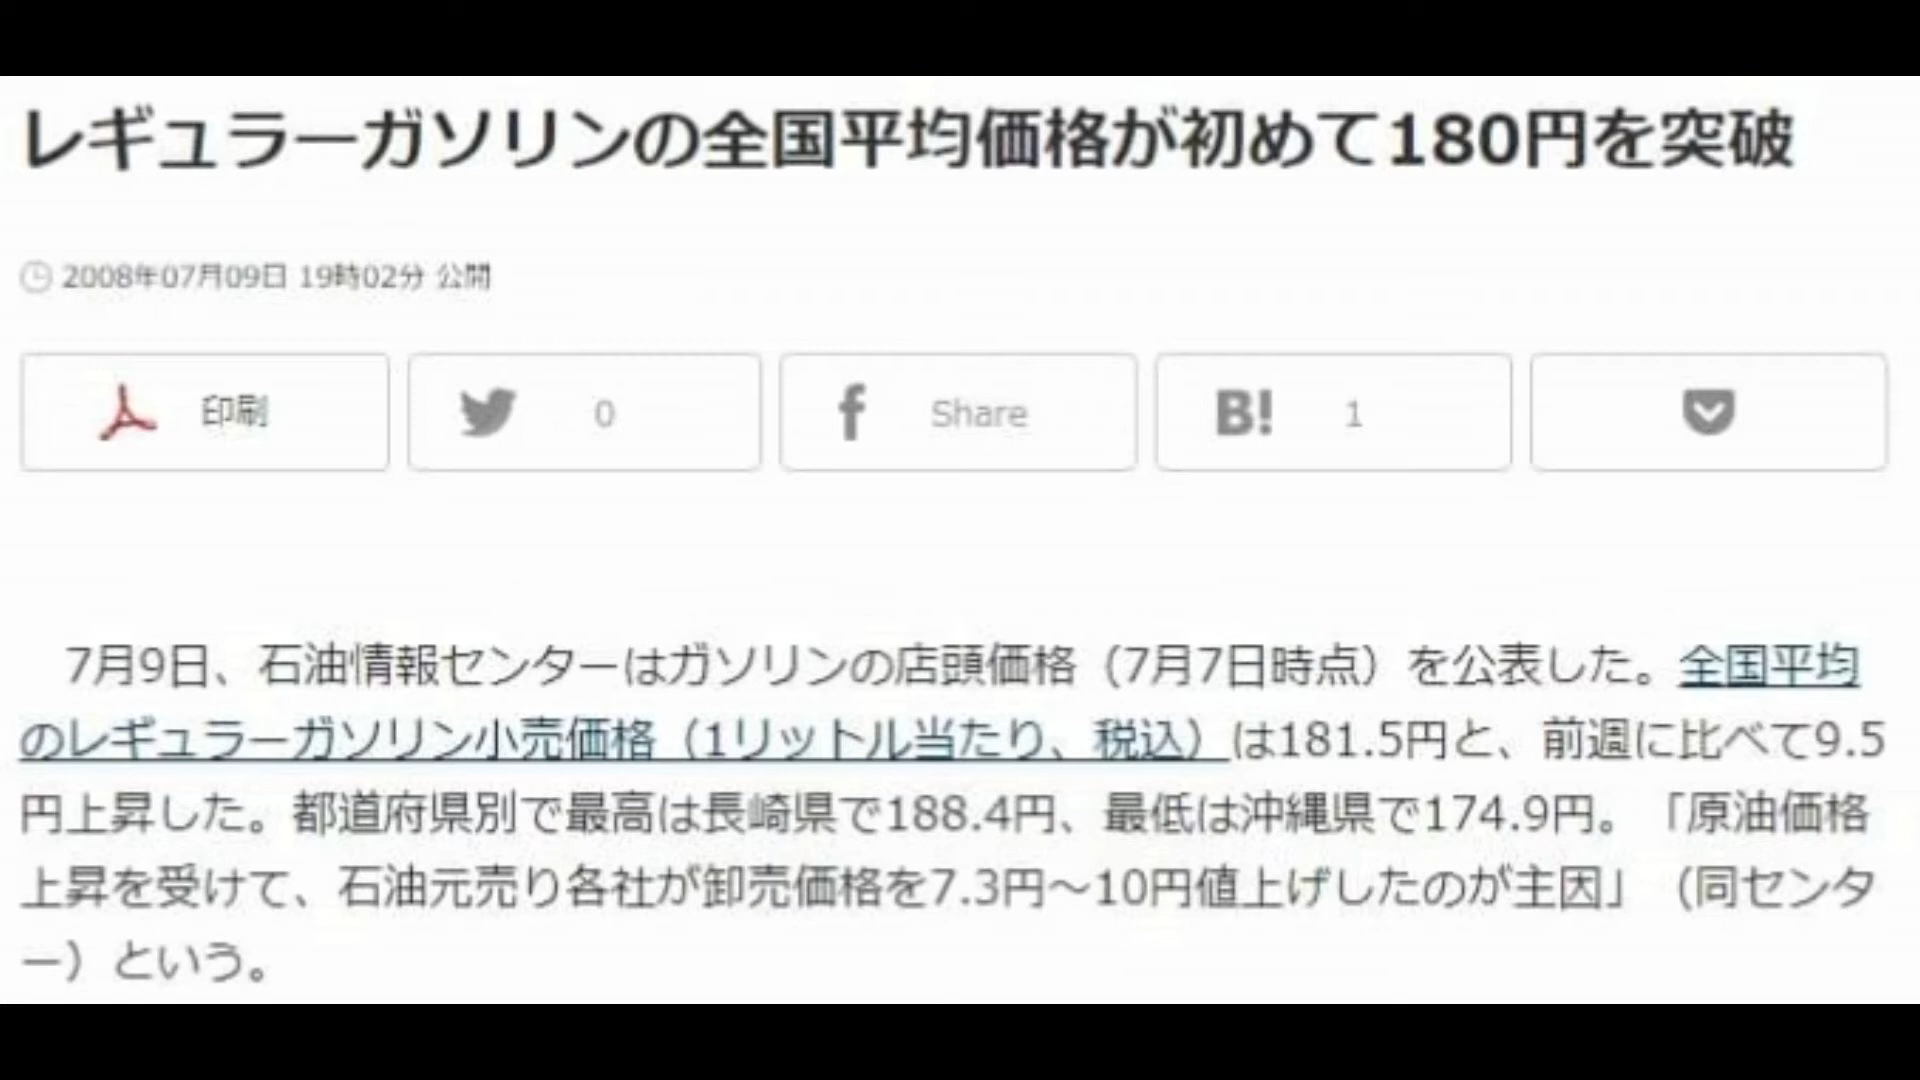 レギュラーガソリンの全国平均価格が初めて180円を突破
2008年07月09日 19時02分 公開
印刷
0
Share
B! 1
7月9日、石油情報センターはガソリンの店頭価格（7月7日時点）を公表した。全国平均
のレギュラーガソリン小売価格（1リットル当たり、税込）は181.5円と、前週に比べて9.5
円上昇した。都道府県別で最高は長崎県で188.4円、最低は沖縄県で174.9円。「原油価格
上昇を受けて、石油元売り各社が卸売価格を7.3円～10円値上げしたのが主因」（同センタ
ー）という。